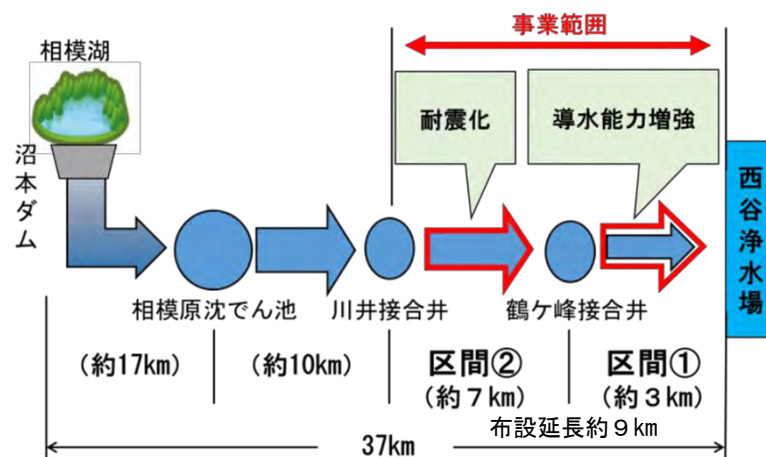 事業範囲
相模湖
耐震化
導水能力増強
沼本ダム
西谷浄水場
相模原沈でん池
川井接合井
鶴ケ峰接合井
(約17km)
(約10km)
区間②
(約７km)
区間①
(約３km)
布設延長約９km
37km